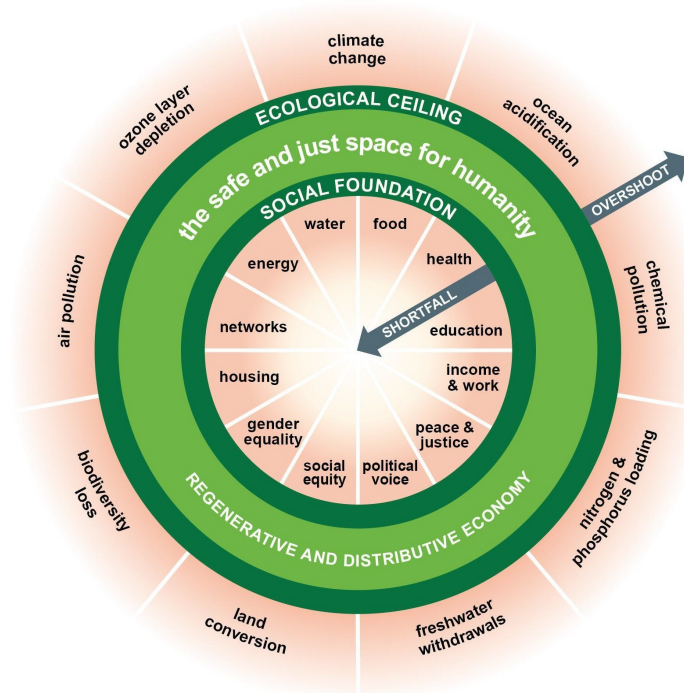 climate
change
ocean
acidification
chemical
pollution
nitrogen &
phosphorus loading
freshwater
withdrawals
land
conversion
biodiversity
loss
air pollution
ozone layer
depletion
ECOLOGICAL CEILING
the safe and just space for humanity
SOCIAL FOUNDATION
OVERSHOOT
SHORTFALL
water
food
health
education
income
& work
peace &
justice
political
voice
social
equity
gender
equality
housing
networks
energy
REGENERATIVE AND DISTRIBUTIVE ECONOMY